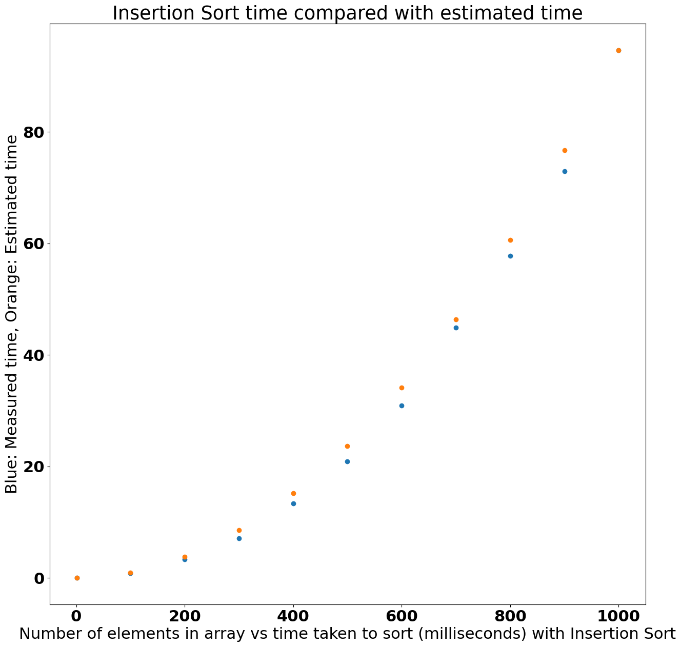 Insertion Sort time compared with estimated time
Blue: Measured time, Orange: Estimated time
80
60
40
20
0
0 200 400 600 800 1000
Number of elements in array vs time taken to sort (milliseconds) with Insertion Sort